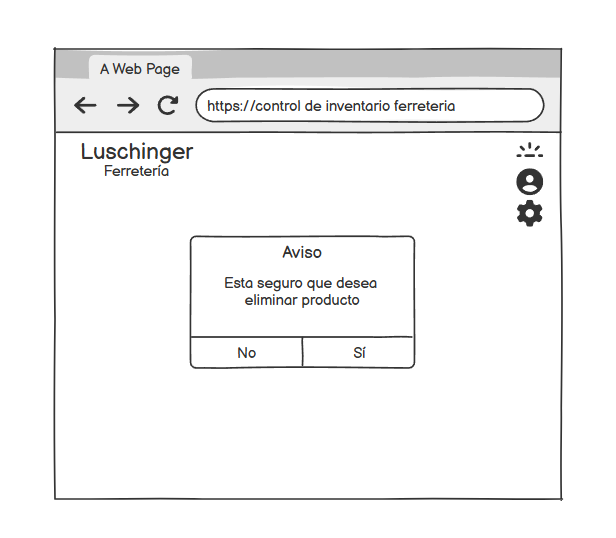 A Web Page
https://control de inventario ferreteria
Luschinger
Ferretería
Aviso
Esta seguro que desea
eliminar producto
No
Sí